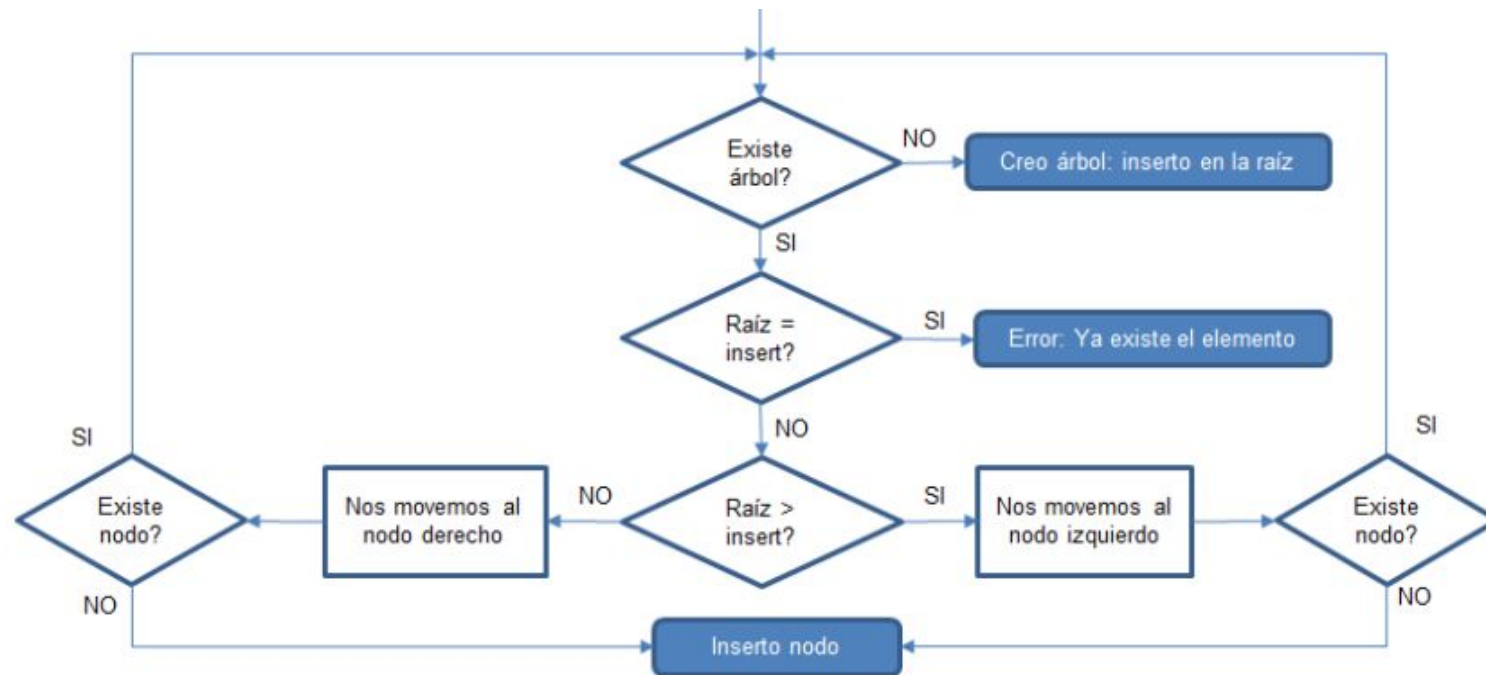 Existe
árbol?
NO
Creo árbol: inserto en la raíz
SI
Raíz =
insert?
SI
Error: Ya existe el elemento
NO
SI
Existe
nodo?
NO
Nos movemos al
nodo derecho
NO
Raíz >
insert?
SI
Nos movemos al
nodo izquierdo
SI
Existe
nodo?
NO
Inserto nodo